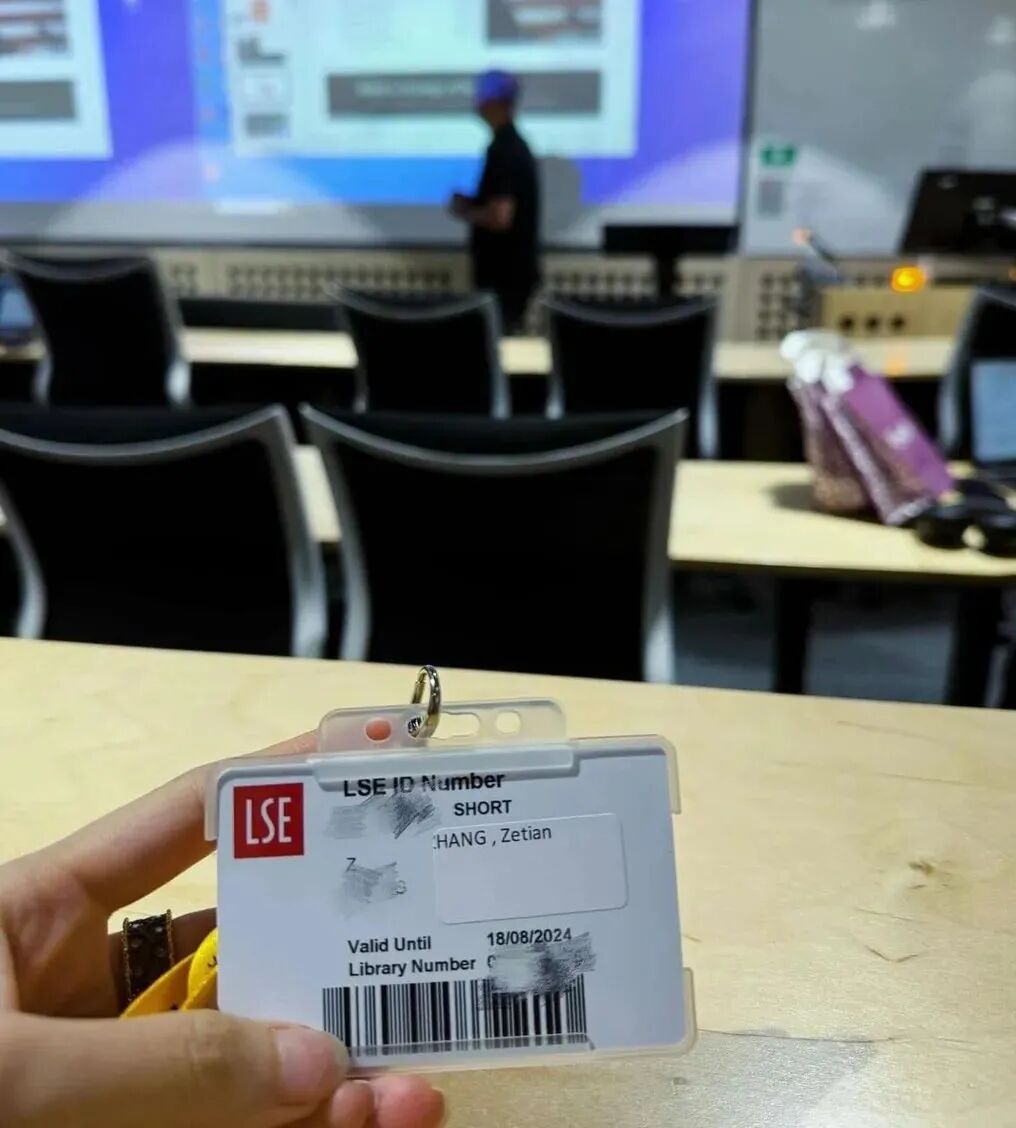 LSE
LSE ID Number
SHORT
HANG , Zetian
Z
Valid Until 18/08/2024
Library Number